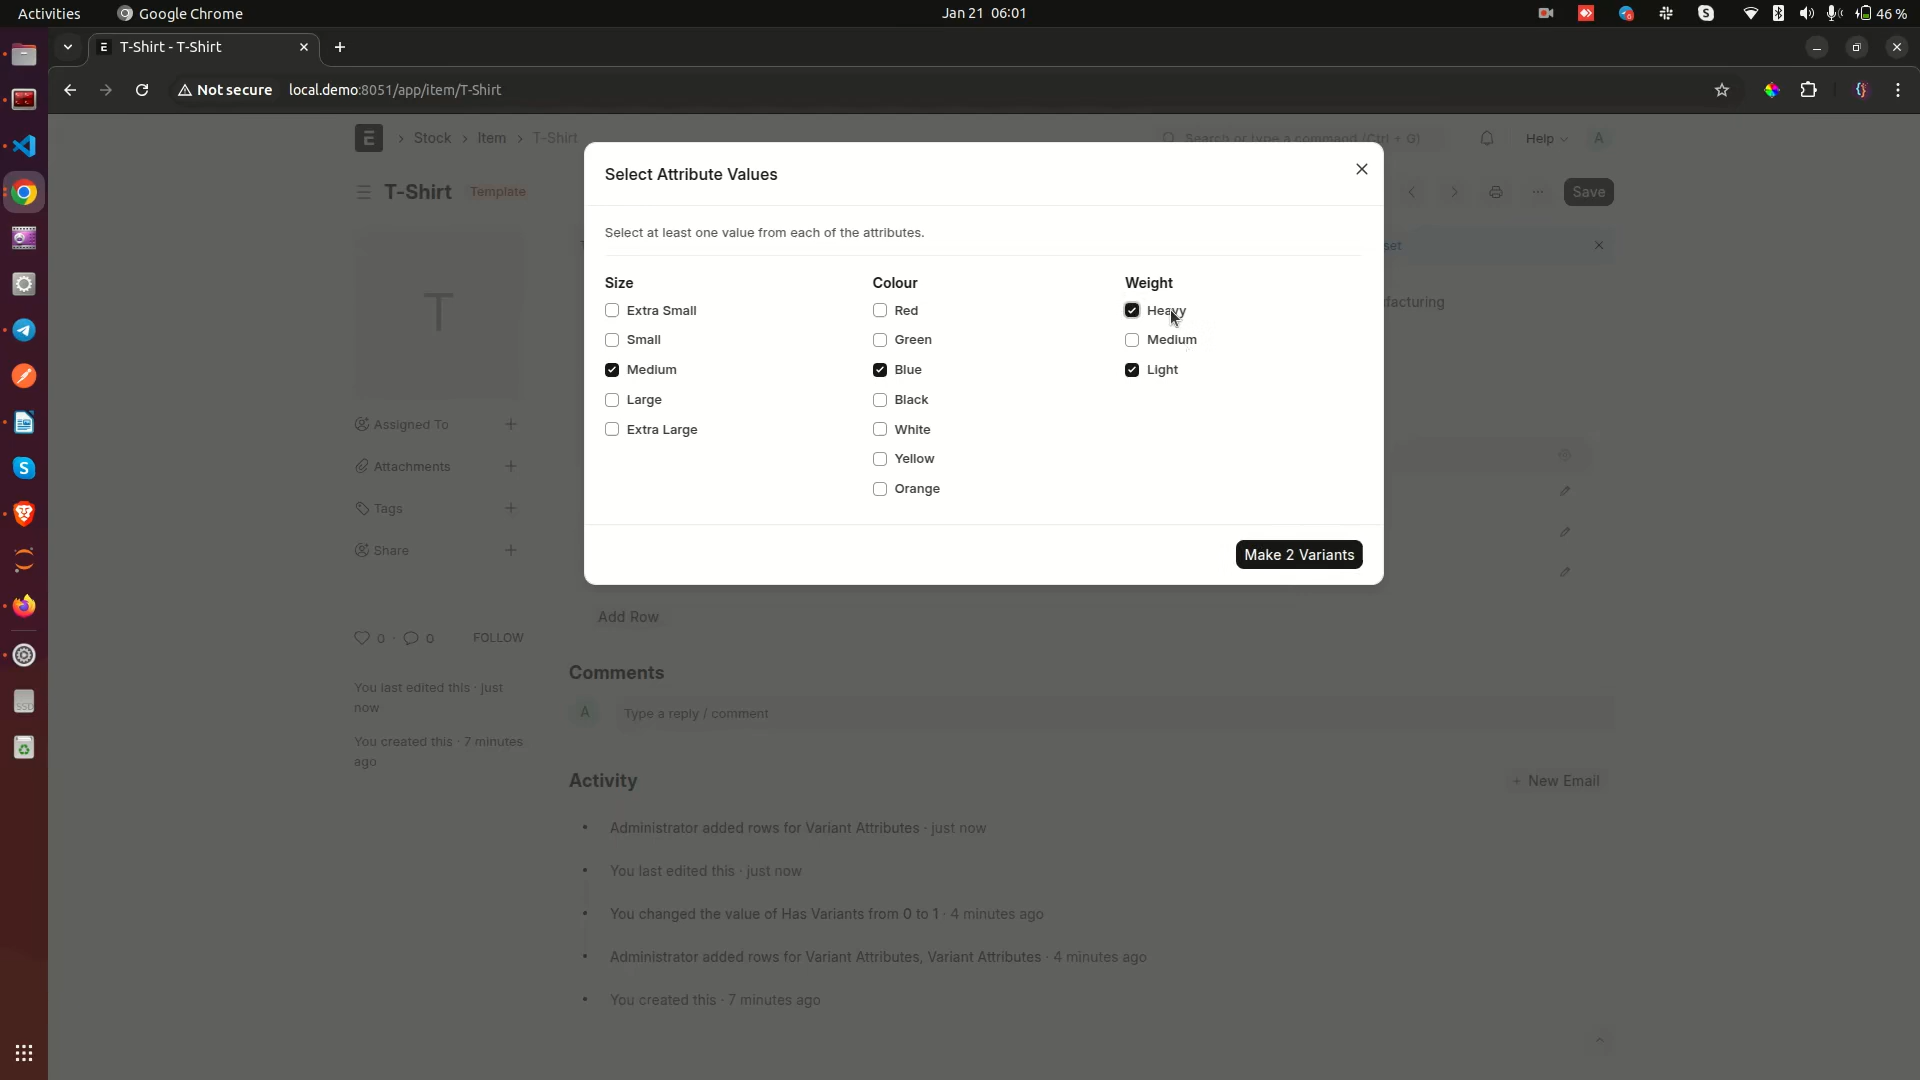 Activities
Google Chrome
Jan 21 06:01
46 %
T-Shirt - T-Shirt
Not secure
local.demo:8051/app/item/T-Shirt
E
Stock
Item
T-Shirt
Search or type a command (Ctrl + G)
Help
A
T-Shirt
Template
Save
T
Select Attribute Values
Select at least one value from each of the attributes.
Size
Colour
Weight
Extra Small
Red
Heavy
Small
Green
Medium
Medium
Blue
Light
Large
Black
Extra Large
White
Yellow
Orange
Make 2 Variants
Assigned To
Attachments
Tags
Share
Add Row
0 · 0
FOLLOW
You last edited this · just
now
You created this · 7 minutes
ago
Comments
A
Type a reply / comment
Activity
+ New Email
Administrator added rows for Variant Attributes · just now
You last edited this · just now
You changed the value of Has Variants from 0 to 1 · 4 minutes ago
Administrator added rows for Variant Attributes, Variant Attributes · 4 minutes ago
You created this · 7 minutes ago